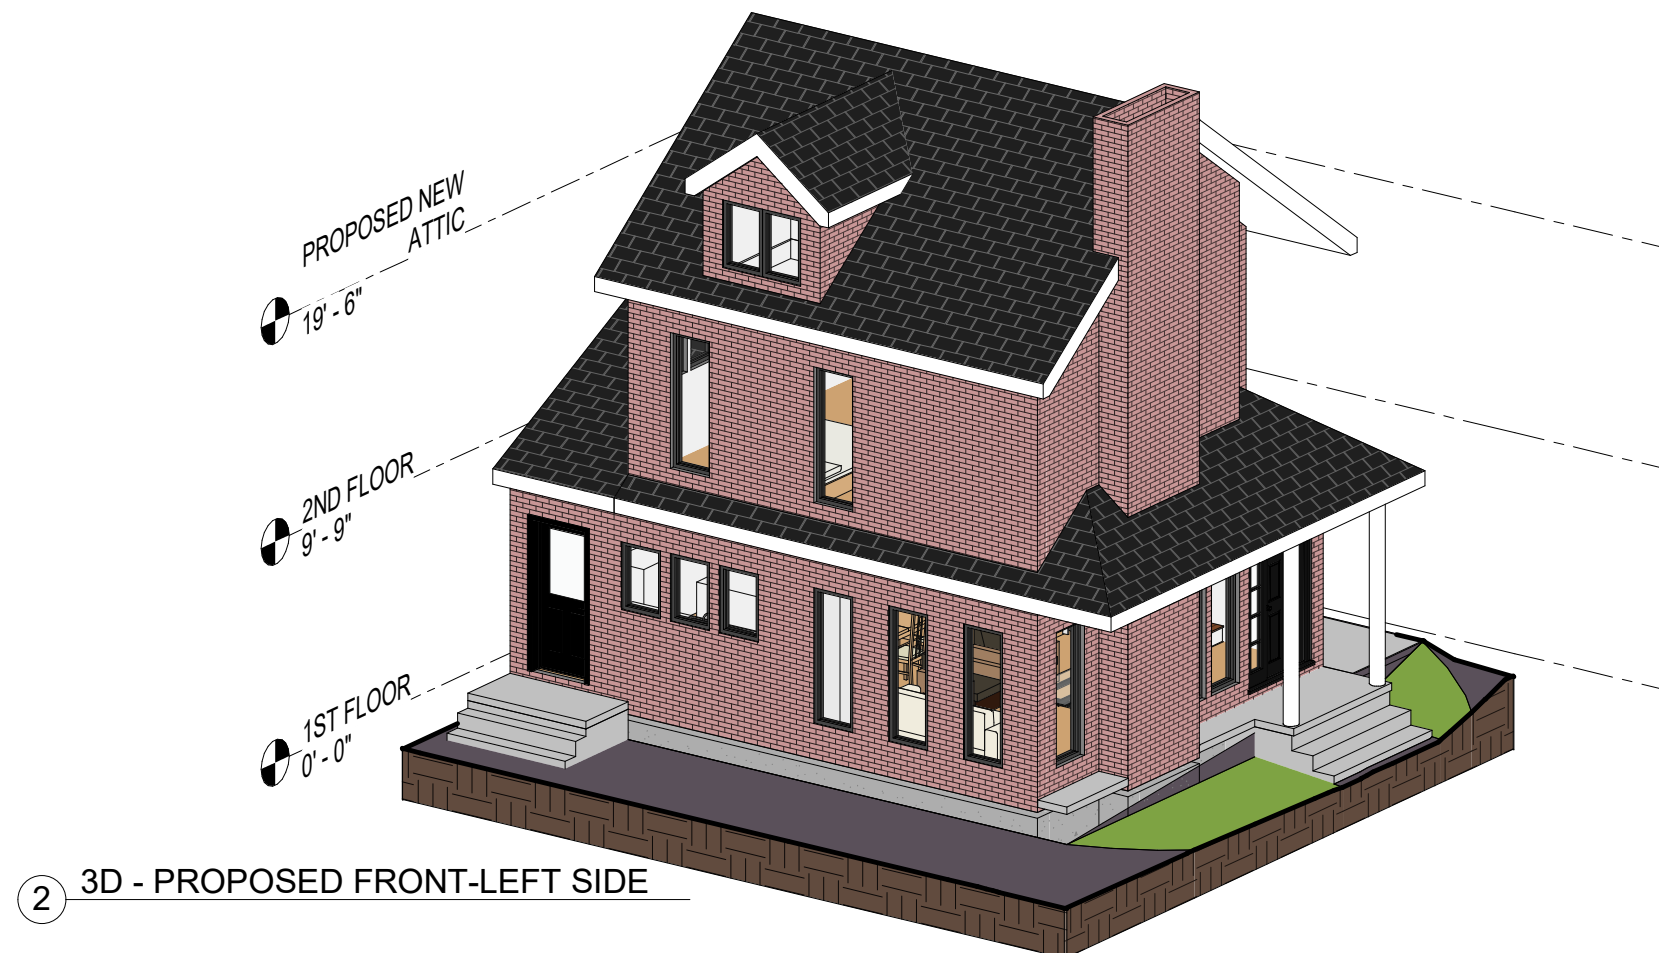 PROPOSED NEW
ATTIC
19' - 6"
2ND FLOOR
9' - 9"
1ST FLOOR
0' - 0"
2
3D - PROPOSED FRONT-LEFT SIDE